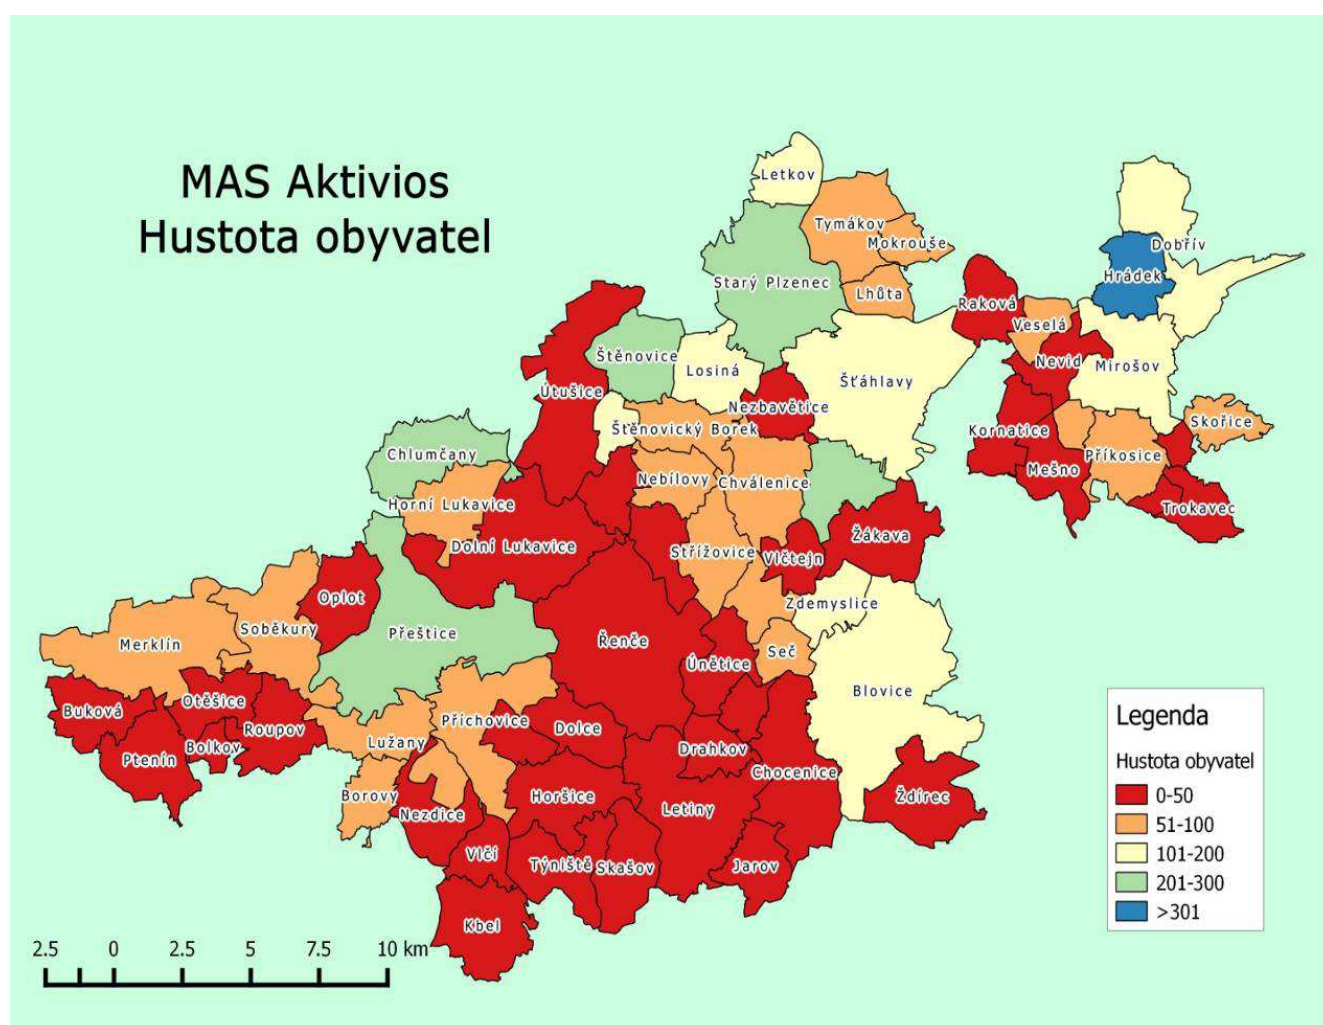 MAS Aktivios
Hustota obyvatel
Letkov
Tymákov
Mokrouše
Dobřív
Hrádek
Starý Plzenec
Lhůta
Raková
Veselá
Štěnovice
Losiná
Nevid
Mirošov
Šťáhlavy
Útušice
Nezbavětice
Štěnovický Borek
Skořice
Kornatice
Chlumčany
Příkosice
Mešno
Nebílovy
Chválenice
Horní Lukavice
Trokavec
Dolní Lukavice
Žákava
Střížovice
Vlčtejn
Oplot
Zdemyslice
Soběkury
Přeštice
Merklín
Řenče
Seč
Únětice
Blovice
Otěšice
Buková
Roupov
Příchovice
Dolce
Lužany
Bolkov
Drahkov
Ptenín
Chocenice
Borovy
Horšice
Ždírec
Nezdice
Letiny
Vlčí
Týniště
Skašov
Jarov
Kbel
Legenda
Hustota obyvatel
0-50
51-100
101-200
201-300
>301
2.5 0 2.5 5 7.5 10 km